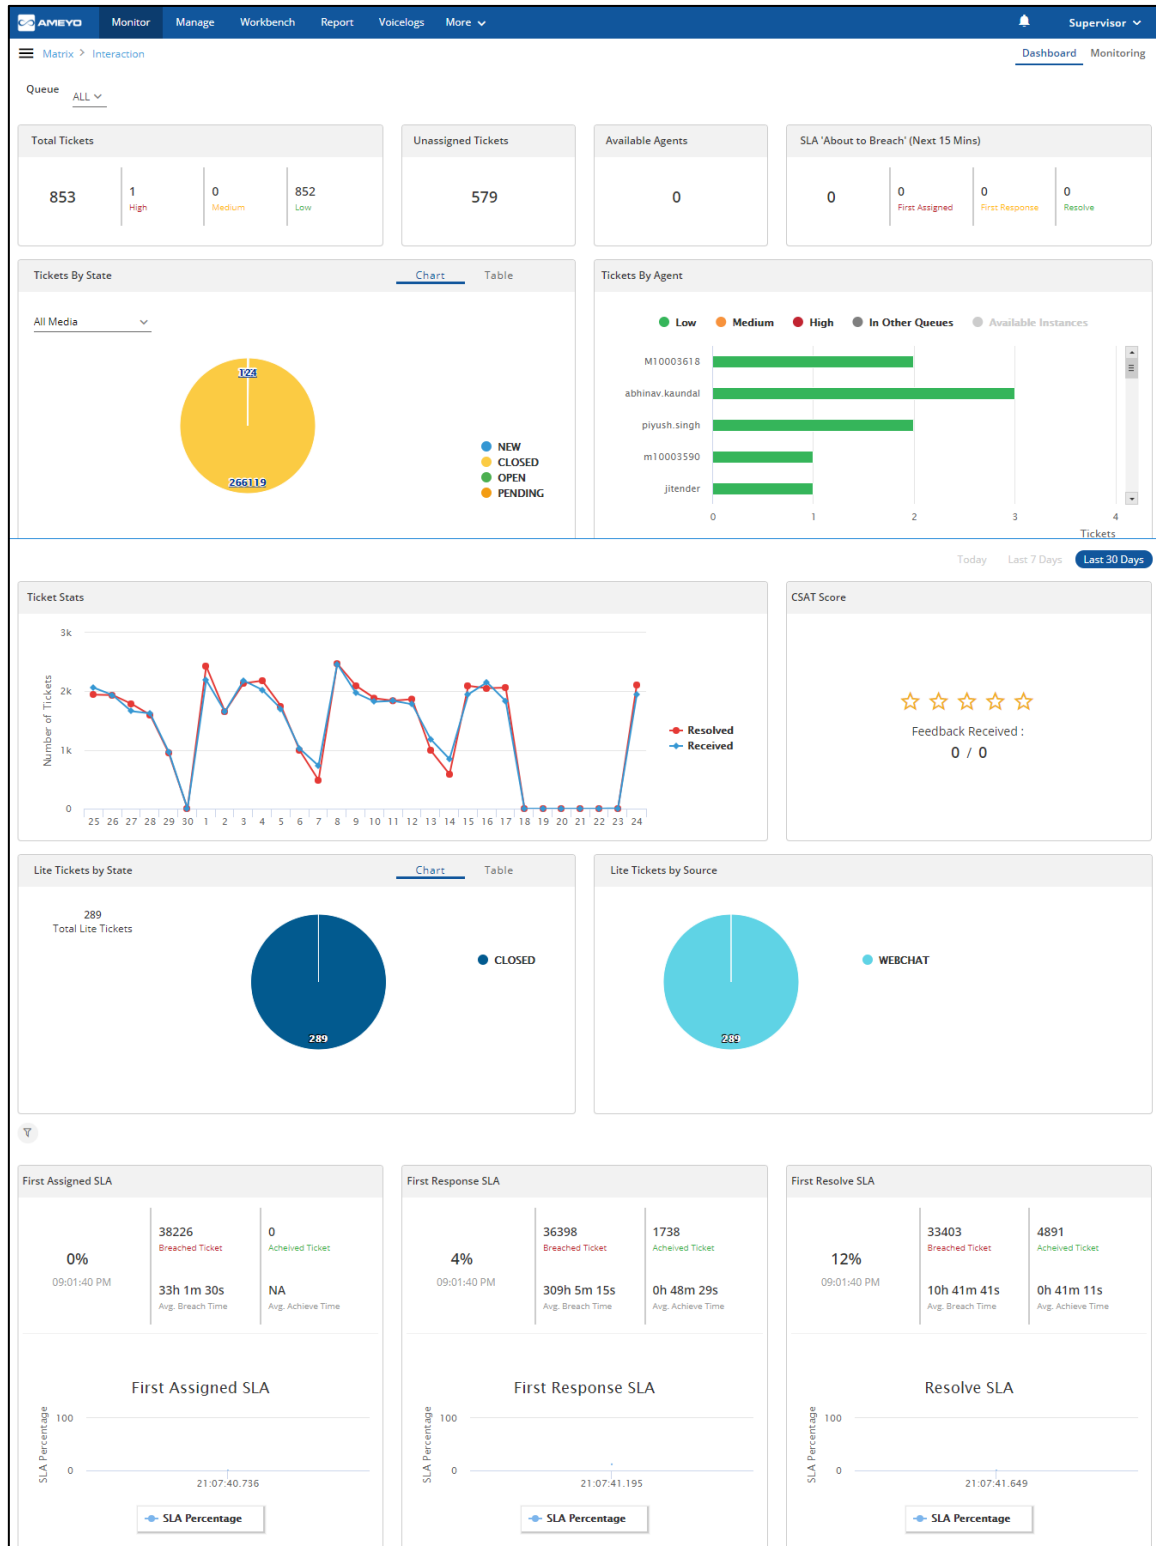 AMEYO Monitor Manage Workbench Report Voicelogs More Supervisor
Matrix > Interaction Dashboard Monitoring
Queue ALL
Total Tickets
853
1 High
0 Medium
852 Low
Unassigned Tickets
579
Available Agents
0
SLA 'About to Breach' (Next 15 Mins)
0
0 First Assigned
0 First Response
0 Resolve
Tickets By State Chart Table
All Media
266119
NEW
CLOSED
OPEN
PENDING
Tickets By Agent
Low Medium High In Other Queues Available Instances
M10003618
abhinav.kaundal
piyush.singh
m10003590
jitender
0 1 2 3 4
Tickets
Today Last 7 Days Last 30 Days
Ticket Stats
Number of Tickets
3k
2k
1k
0
25 26 27 28 29 30 1 2 3 4 5 6 7 8 9 10 11 12 13 14 15 16 17 18 19 20 21 22 23 24
Resolved
Received
CSAT Score
Feedback Received :
0 / 0
Lite Tickets by State Chart Table
289
Total Lite Tickets
289
CLOSED
Lite Tickets by Source
289
WEBCHAT
First Assigned SLA
0%
09:01:40 PM
38226
Breached Ticket
0
Acheived Ticket
33h 1m 30s
Avg. Breach Time
NA
Avg. Achieve Time
First Assigned SLA
SLA Percentage
100
0
21:07:40.736
SLA Percentage
First Response SLA
4%
09:01:40 PM
36398
Breached Ticket
1738
Acheived Ticket
309h 5m 15s
Avg. Breach Time
0h 48m 29s
Avg. Achieve Time
First Response SLA
SLA Percentage
100
0
21:07:41.195
SLA Percentage
First Resolve SLA
12%
09:01:40 PM
33403
Breached Ticket
4891
Acheived Ticket
10h 41m 41s
Avg. Breach Time
0h 41m 11s
Avg. Achieve Time
Resolve SLA
SLA Percentage
100
0
21:07:41.649
SLA Percentage